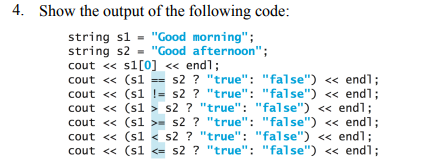 4. Show the output of the following code:
string s1 = "Good morning";
string s2 = "Good afternoon";
cout << s1[0] << endl;
cout << (s1 == s2 ? "true": "false") << endl;
cout << (s1 != s2 ? "true": "false") << endl;
cout << (s1 > s2 ? "true": "false") << endl;
cout << (s1 >= s2 ? "true": "false") << endl;
cout << (s1 < s2 ? "true": "false") << endl;
cout << (s1 <= s2 ? "true": "false") << endl;